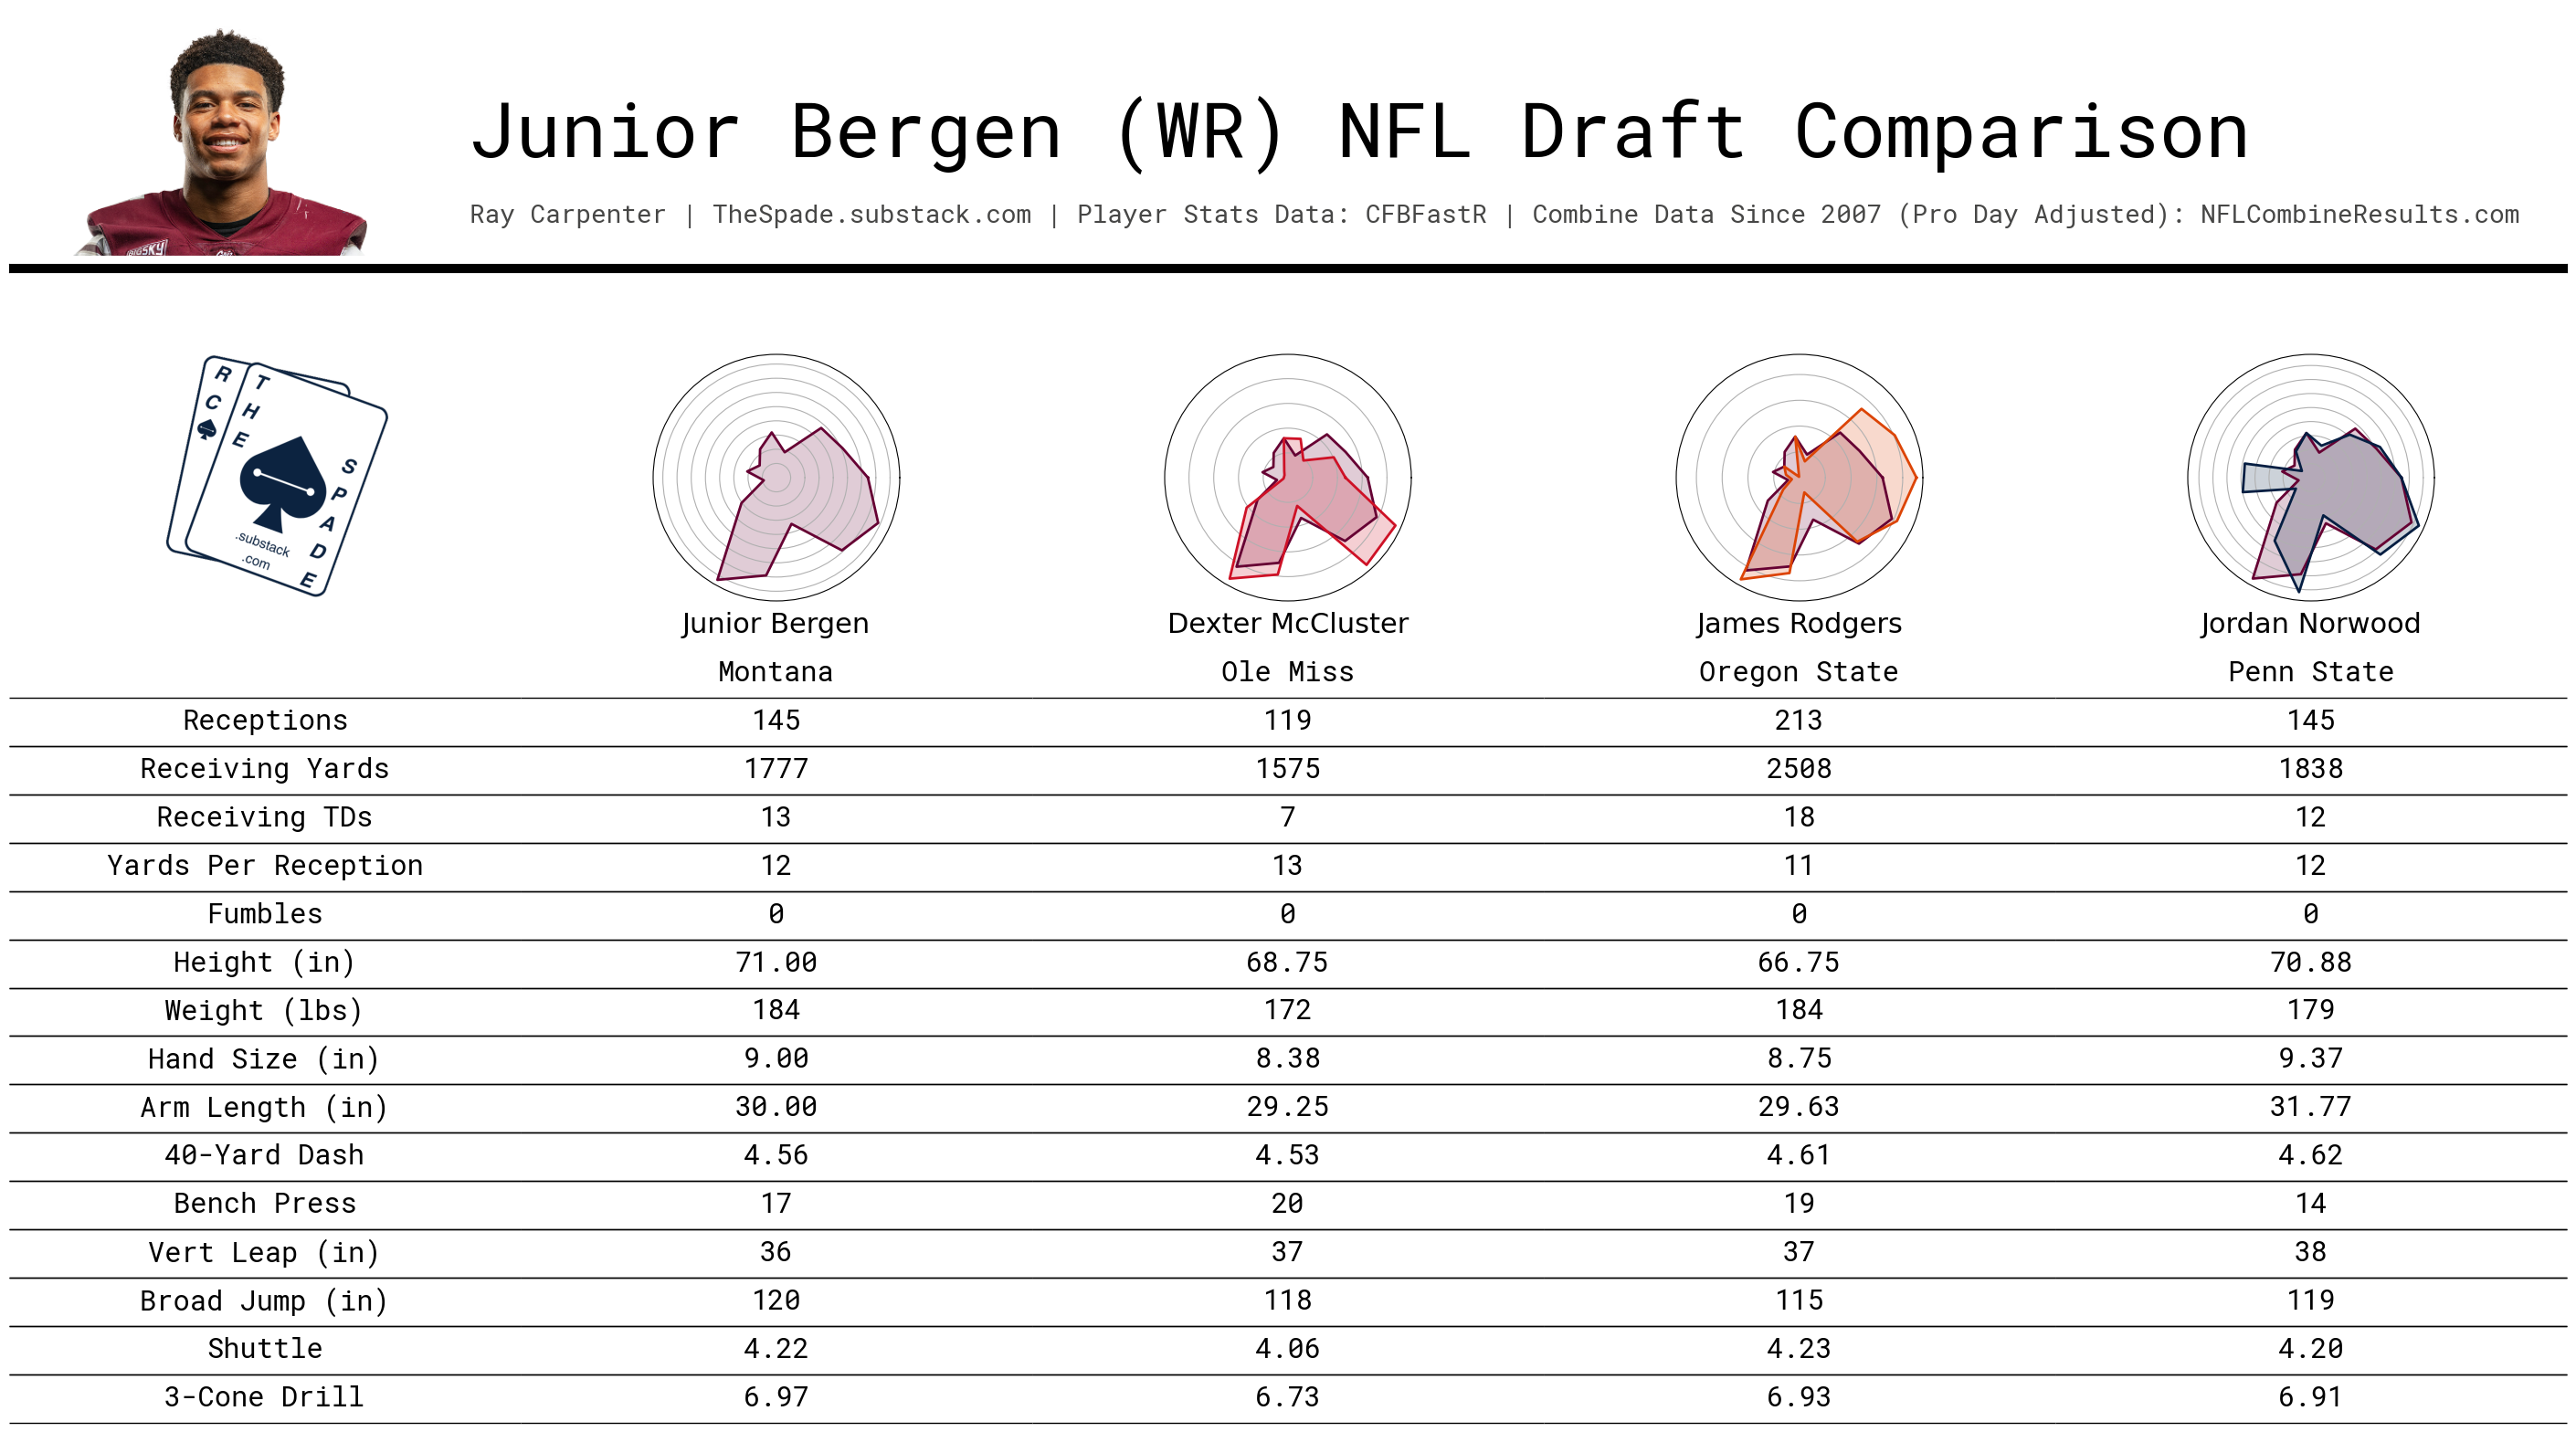 Junior Bergen (WR) NFL Draft Comparison
Ray Carpenter | TheSpade.substack.com | Player Stats Data: CFBFastR | Combine Data Since 2007 (Pro Day Adjusted): NFLCombineResults.com
BIGSKY
R C
THE SPADE
.substack
.com
Junior Bergen Dexter McCluster James Rodgers Jordan Norwood
Montana Ole Miss Oregon State Penn State
Receptions 145 119 213 145
Receiving Yards 1777 1575 2508 1838
Receiving TDs 13 7 18 12
Yards Per Reception 12 13 11 12
Fumbles 0 0 0 0
Height (in) 71.00 68.75 66.75 70.88
Weight (lbs) 184 172 184 179
Hand Size (in) 9.00 8.38 8.75 9.37
Arm Length (in) 30.00 29.25 29.63 31.77
40-Yard Dash 4.56 4.53 4.61 4.62
Bench Press 17 20 19 14
Vert Leap (in) 36 37 37 38
Broad Jump (in) 120 118 115 119
Shuttle 4.22 4.06 4.23 4.20
3-Cone Drill 6.97 6.73 6.93 6.91